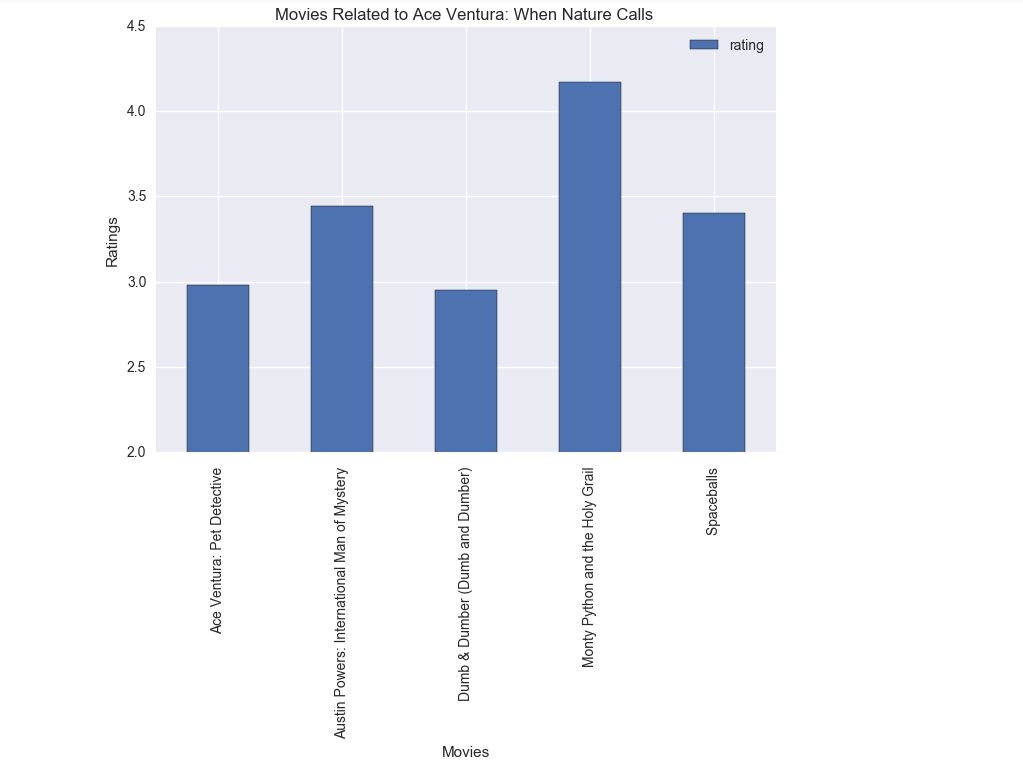 Movies Related to Ace Ventura: When Nature Calls
4.5
4.0
3.5
3.0
2.5
2.0
Ratings
rating
Ace Ventura: Pet Detective
Austin Powers: International Man of Mystery
Dumb & Dumber (Dumb and Dumber)
Monty Python and the Holy Grail
Spaceballs
Movies